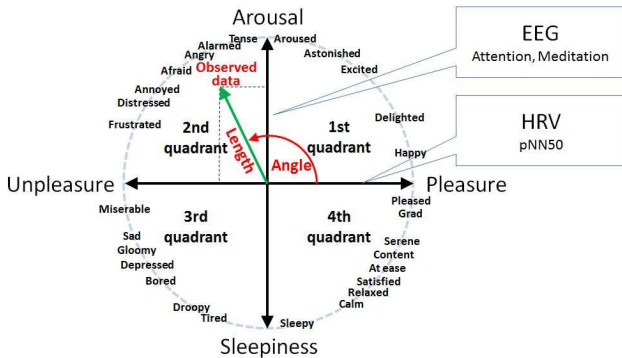 Arousal
EEG
Attention, Meditation
Tense
Aroused
Alarmed
Astonished
Angry
Observed
data
Excited
Afraid
Annoyed
Distressed
HRV
pNN50
Delighted
Frustrated
2nd
quadrant
1st
quadrant
Length
Angle
Happy
Unpleasure
Pleasure
Miserable
Pleased
Grad
3rd
quadrant
4th
quadrant
Sad
Gloomy
Depressed
Bored
Serene
Content
At ease
Satisfied
Relaxed
Calm
Droopy
Tired
Sleepy
Sleepiness